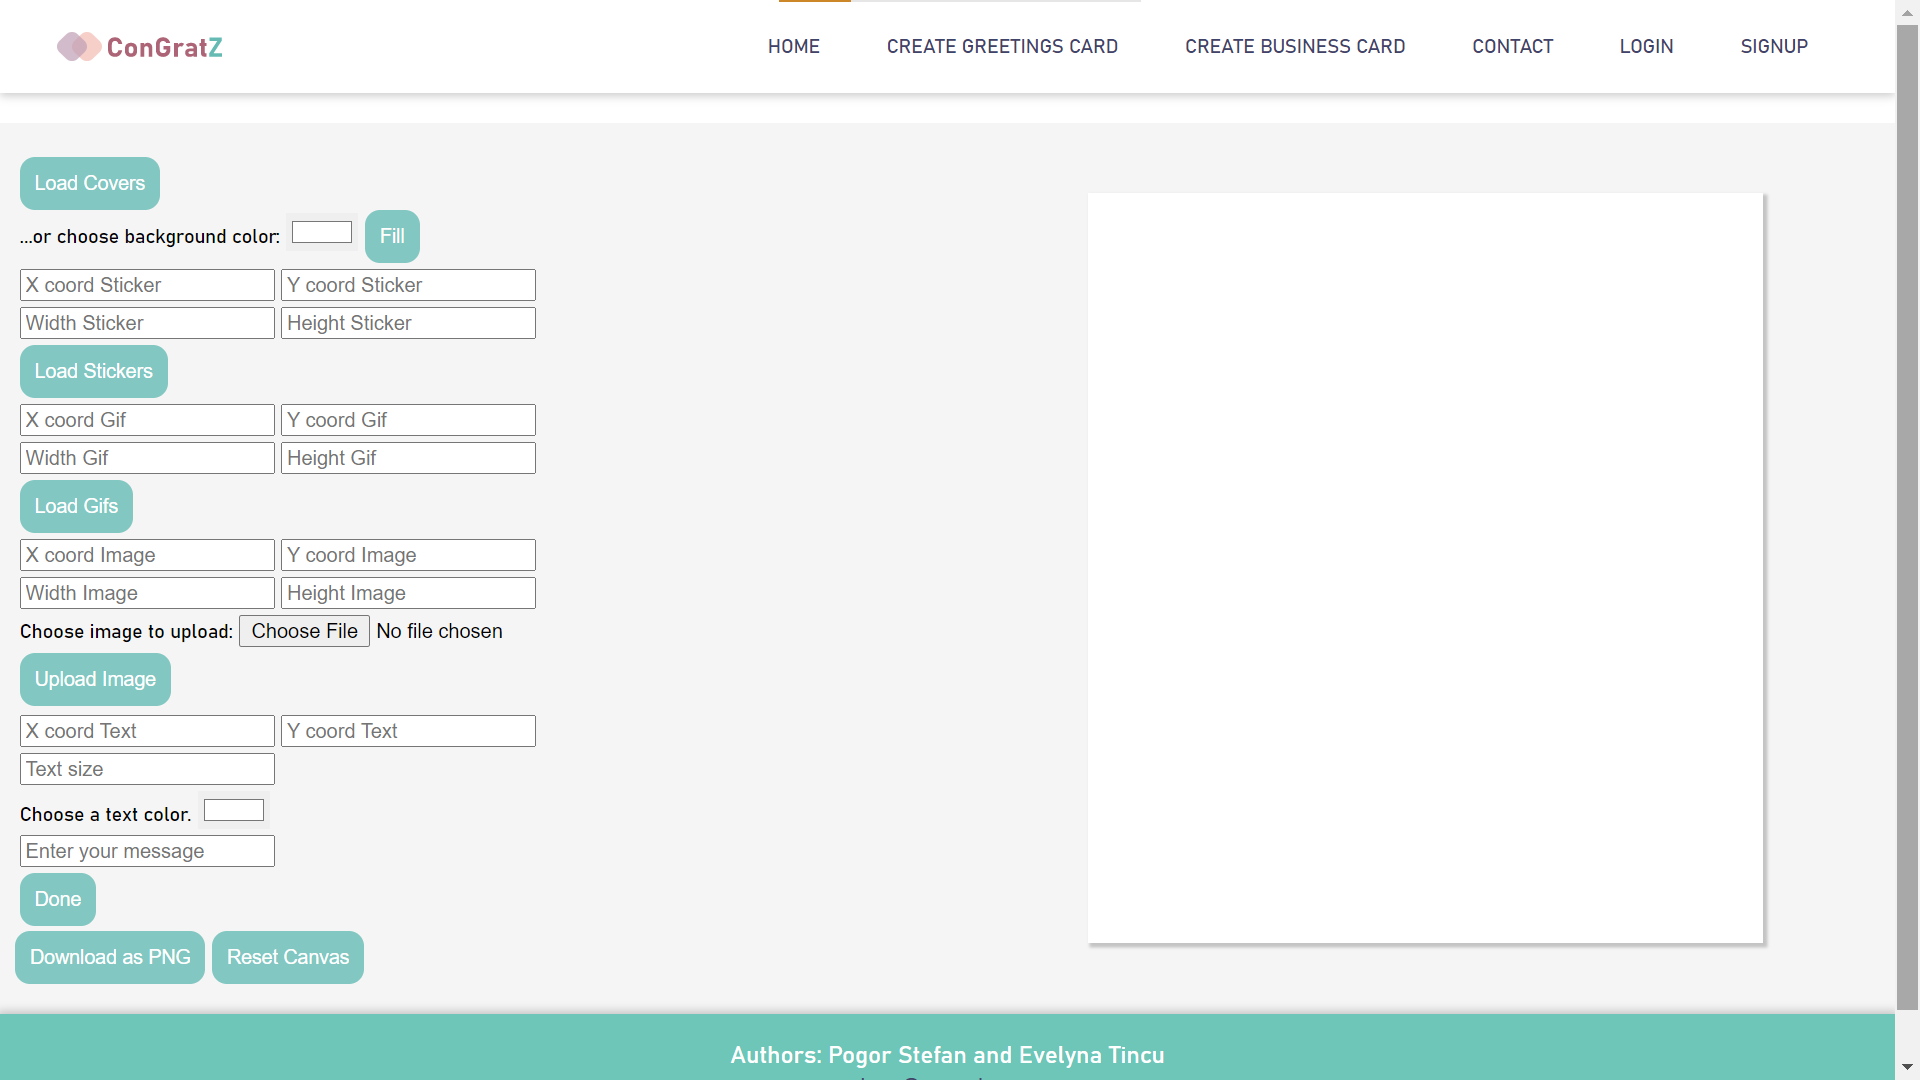 ConGratZ
HOME CREATE GREETINGS CARD CREATE BUSINESS CARD CONTACT LOGIN SIGNUP
Load Covers
...or choose background color: Fill
X coord Sticker Y coord Sticker
Width Sticker Height Sticker
Load Stickers
X coord Gif Y coord Gif
Width Gif Height Gif
Load Gifs
X coord Image Y coord Image
Width Image Height Image
Choose image to upload: Choose File No file chosen
Upload Image
X coord Text Y coord Text
Text size
Choose a text color.
Enter your message
Done
Download as PNG Reset Canvas
Authors: Pogor Stefan and Evelyna Tincu